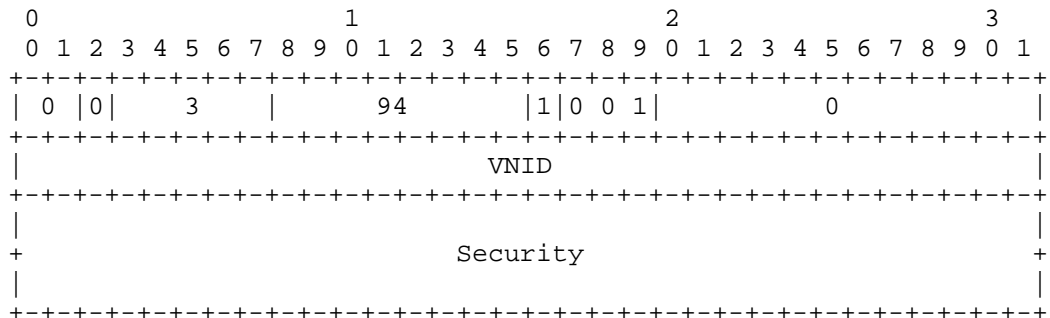 0                   1                   2                   3
 0 1 2 3 4 5 6 7 8 9 0 1 2 3 4 5 6 7 8 9 0 1 2 3 4 5 6 7 8 9 0 1
+-+-+-+-+-+-+-+-+-+-+-+-+-+-+-+-+-+-+-+-+-+-+-+-+-+-+-+-+-+-+-+-+
| 0 |0|    3    |      94       |1|0 0 1|          0            |
+-+-+-+-+-+-+-+-+-+-+-+-+-+-+-+-+-+-+-+-+-+-+-+-+-+-+-+-+-+-+-+-+
|                             VNID                              |
+-+-+-+-+-+-+-+-+-+-+-+-+-+-+-+-+-+-+-+-+-+-+-+-+-+-+-+-+-+-+-+-+
|                                                               |
+                           Security                            +
|                                                               |
+-+-+-+-+-+-+-+-+-+-+-+-+-+-+-+-+-+-+-+-+-+-+-+-+-+-+-+-+-+-+-+-+